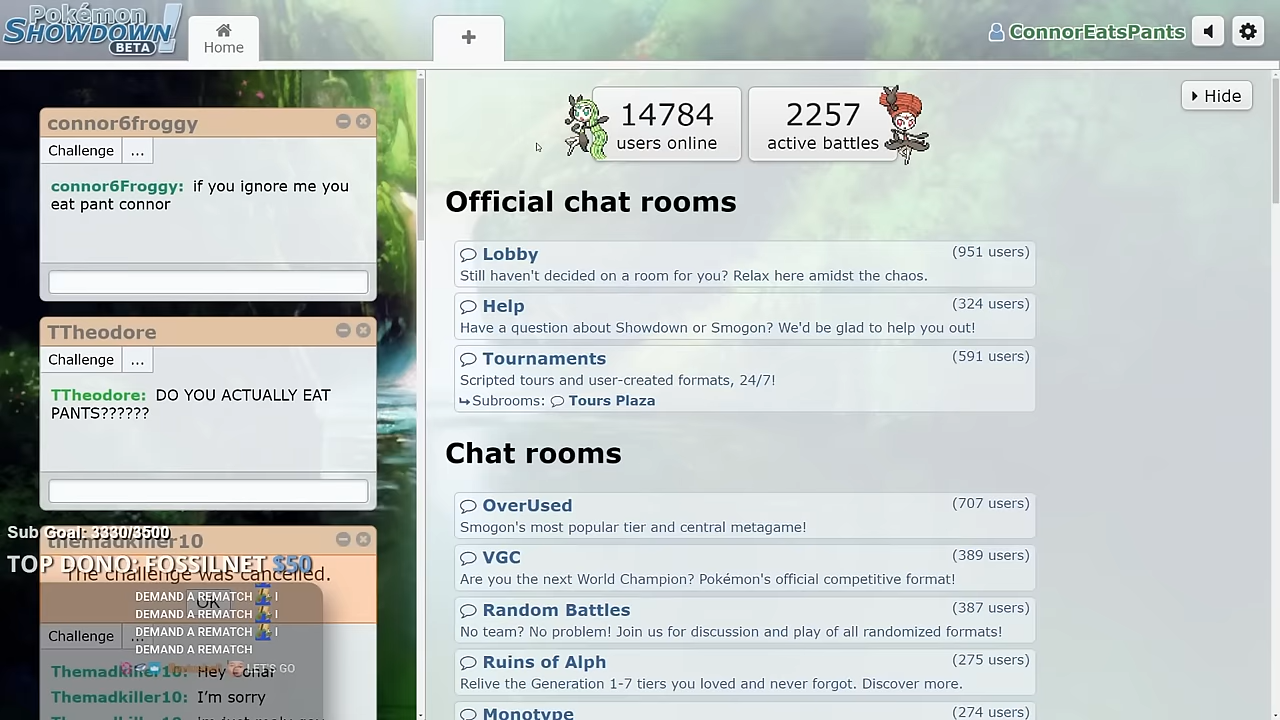 Pokémon
SHOWDOWN!
BETA
Home
+
ConnorEatsPants
connor6froggy
Challenge
...
connor6Froggy: if you ignore me you
eat pant connor
TTheodore
Challenge
...
TTheodore: DO YOU ACTUALLY EAT
PANTS??????
Sub Goal: 3330/3500
themadkiller10
TOP DONO: FOSSILNET $50
The challenge was cancelled.
OK
DEMAND A REMATCH I
DEMAND A REMATCH I
DEMAND A REMATCH I
DEMAND A REMATCH
LET'S GO
Challenge
...
Themadkiller10: Hey Conar
Themadkiller10: I'm sorry
14784
users online
2257
active battles
Hide
Official chat rooms
Lobby (951 users)
Still haven't decided on a room for you? Relax here amidst the chaos.
Help (324 users)
Have a question about Showdown or Smogon? We'd be glad to help you out!
Tournaments (591 users)
Scripted tours and user-created formats, 24/7!
Subrooms: Tours Plaza
Chat rooms
OverUsed (707 users)
Smogon's most popular tier and central metagame!
VGC (389 users)
Are you the next World Champion? Pokémon's official competitive format!
Random Battles (387 users)
No team? No problem! Join us for discussion and play of all randomized formats!
Ruins of Alph (275 users)
Relive the Generation 1-7 tiers you loved and never forgot. Discover more.
Monotype (274 users)